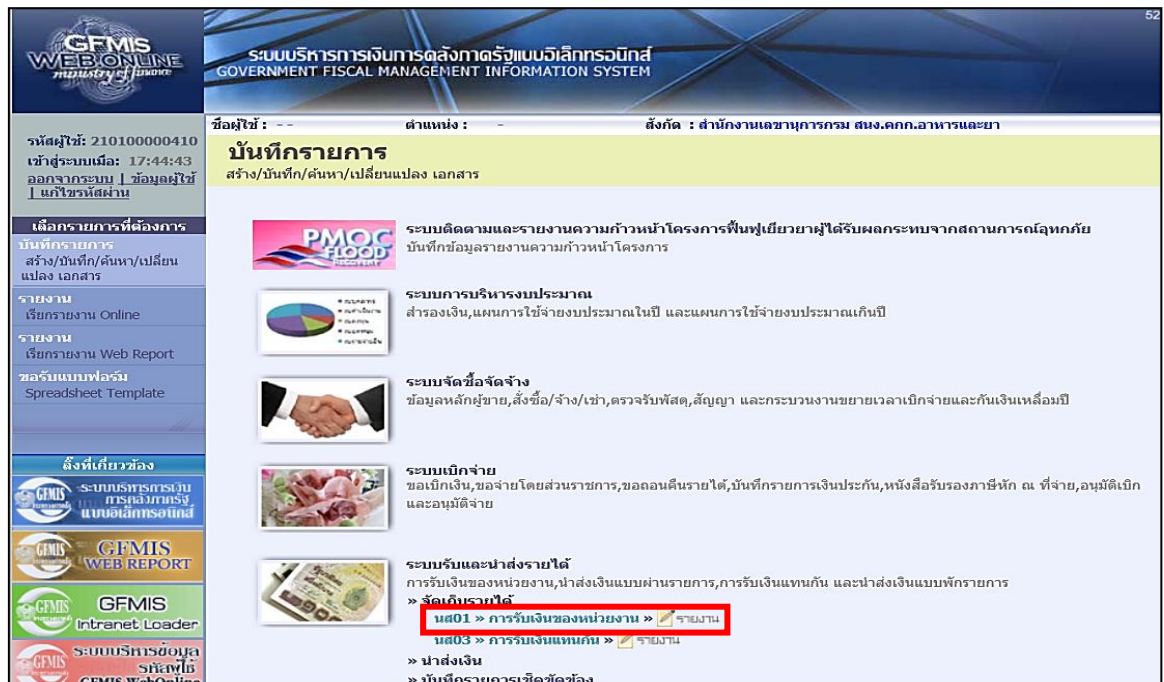 52
GFMIS
WEB ONLINE
ministry of finance
ระบบบริหารการเงินการคลังภาครัฐแบบอิเล็กทรอนิกส์
GOVERNMENT FISCAL MANAGEMENT INFORMATION SYSTEM
ชื่อผู้ใช้ : - - ตำแหน่ง : - สังกัด : สำนักงานเลขานุการกรม สนง.คกก.อาหารและยา
รหัสผู้ใช้: 210100000410
เข้าสู่ระบบเมื่อ: 17:44:43
ออกจากระบบ | ข้อมูลผู้ใช้
| แก้ไขรหัสผ่าน
บันทึกรายการ
สร้าง/บันทึก/ค้นหา/เปลี่ยนแปลง เอกสาร
เลือกรายการที่ต้องการ
บันทึกรายการ
สร้าง/บันทึก/ค้นหา/เปลี่ยน
แปลง เอกสาร
รายงาน
เรียกรายงาน Online
รายงาน
เรียกรายงาน Web Report
ขอรับแบบฟอร์ม
Spreadsheet Template
ลิ้งที่เกี่ยวข้อง
ระบบบริหารการเงิน
การคลังภาครัฐ
แบบอิเล็กทรอนิกส์
GFMIS
GFMIS
WEB REPORT
GFMIS
GFMIS
Intranet Loader
GFMIS
ระบบบริหารข้อมูล
รหัสผู้ใช้
GFMIS WebOnline
GFMIS
PMOC
FLOOD
RECOVERY
ระบบติดตามและรายงานความก้าวหน้าโครงการฟื้นฟูเยียวยาผู้ได้รับผลกระทบจากสถานการณ์อุทกภัย
บันทึกข้อมูลรายงานความก้าวหน้าโครงการ
ระบบการบริหารงบประมาณ
สำรองเงิน,แผนการใช้จ่ายงบประมาณในปี และแผนการใช้จ่ายงบประมาณเกินปี
ระบบจัดซื้อจัดจ้าง
ข้อมูลหลักผู้ขาย,สั่งซื้อ/จ้าง/เช่า,ตรวจรับพัสดุ,สัญญา และกระบวนงานขยายเวลาเบิกจ่ายและกันเงินเหลื่อมปี
ระบบเบิกจ่าย
ขอเบิกเงิน,ขอจ่ายโดยส่วนราชการ,ขอถอนคืนรายได้,บันทึกรายการเงินประกัน,หนังสือรับรองภาษีหัก ณ ที่จ่าย,อนุมัติเบิก
และอนุมัติจ่าย
ระบบรับและนำส่งรายได้
การรับเงินของหน่วยงาน,นำส่งเงินแบบผ่านรายการ,การรับเงินแทนกัน และนำส่งเงินแบบพักรายการ
» จัดเก็บรายได้
นส01 » การรับเงินของหน่วยงาน » รายงาน
นส03 » การรับเงินแทนกัน » รายงาน
» นำส่งเงิน
» บันทึกรายการเช็คขัดข้อง